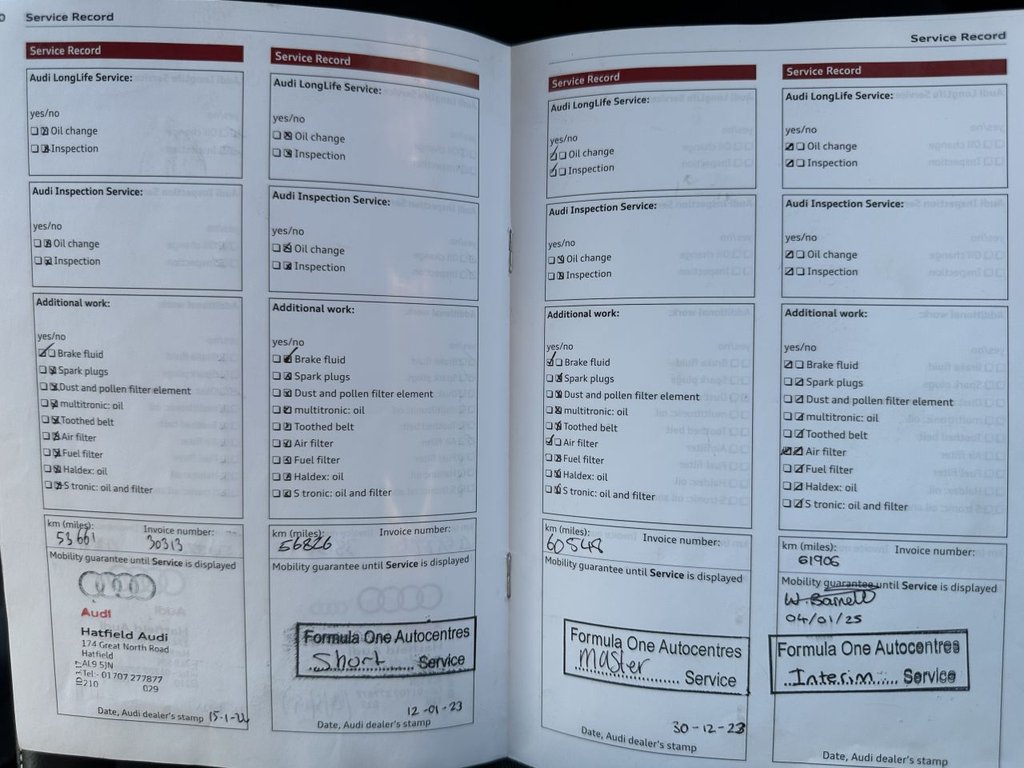 Service Record
Service Record
Audi LongLife Service:
yes/no
Oil change
Inspection
Audi Inspection Service:
yes/no
Oil change
Inspection
Additional work:
yes/no
Brake fluid
Spark plugs
Dust and pollen filter element
multitronic: oil
Toothed belt
Air filter
Fuel filter
Haldex: oil
S tronic: oil and filter
km (miles): Invoice number:
53661 30313
Mobility guarantee until Service is displayed
Audi
Hatfield Audi
174 Great North Road
Hatfield
AL9 5JN
Tel:- 01707 277877
210 029
Date, Audi dealer's stamp 15-1-22
Service Record
Audi LongLife Service:
yes/no
Oil change
Inspection
Audi Inspection Service:
yes/no
Oil change
Inspection
Additional work:
yes/no
Brake fluid
Spark plugs
Dust and pollen filter element
multitronic: oil
Toothed belt
Air filter
Fuel filter
Haldex: oil
S tronic: oil and filter
km (miles): Invoice number:
56826
Mobility guarantee until Service is displayed
Formula One Autocentres
Short Service
12-01-23
Date, Audi dealer's stamp
Service Record
Service Record
Audi LongLife Service:
yes/no
Oil change
Inspection
Audi Inspection Service:
yes/no
Oil change
Inspection
Additional work:
yes/no
Brake fluid
Spark plugs
Dust and pollen filter element
multitronic: oil
Toothed belt
Air filter
Fuel filter
Haldex: oil
S tronic: oil and filter
km (miles): Invoice number:
60548
Mobility guarantee until Service is displayed
Formula One Autocentres
Master Service
30-12-23
Date, Audi dealer's stamp
Service Record
Audi LongLife Service:
yes/no
Oil change
Inspection
Audi Inspection Service:
yes/no
Oil change
Inspection
Additional work:
yes/no
Brake fluid
Spark plugs
Dust and pollen filter element
multitronic: oil
Toothed belt
Air filter
Fuel filter
Haldex: oil
S tronic: oil and filter
km (miles): Invoice number:
61906
Mobility guarantee until Service is displayed
W. Barnell
04/01/25
Formula One Autocentres
Interim Service
Date, Audi dealer's stamp